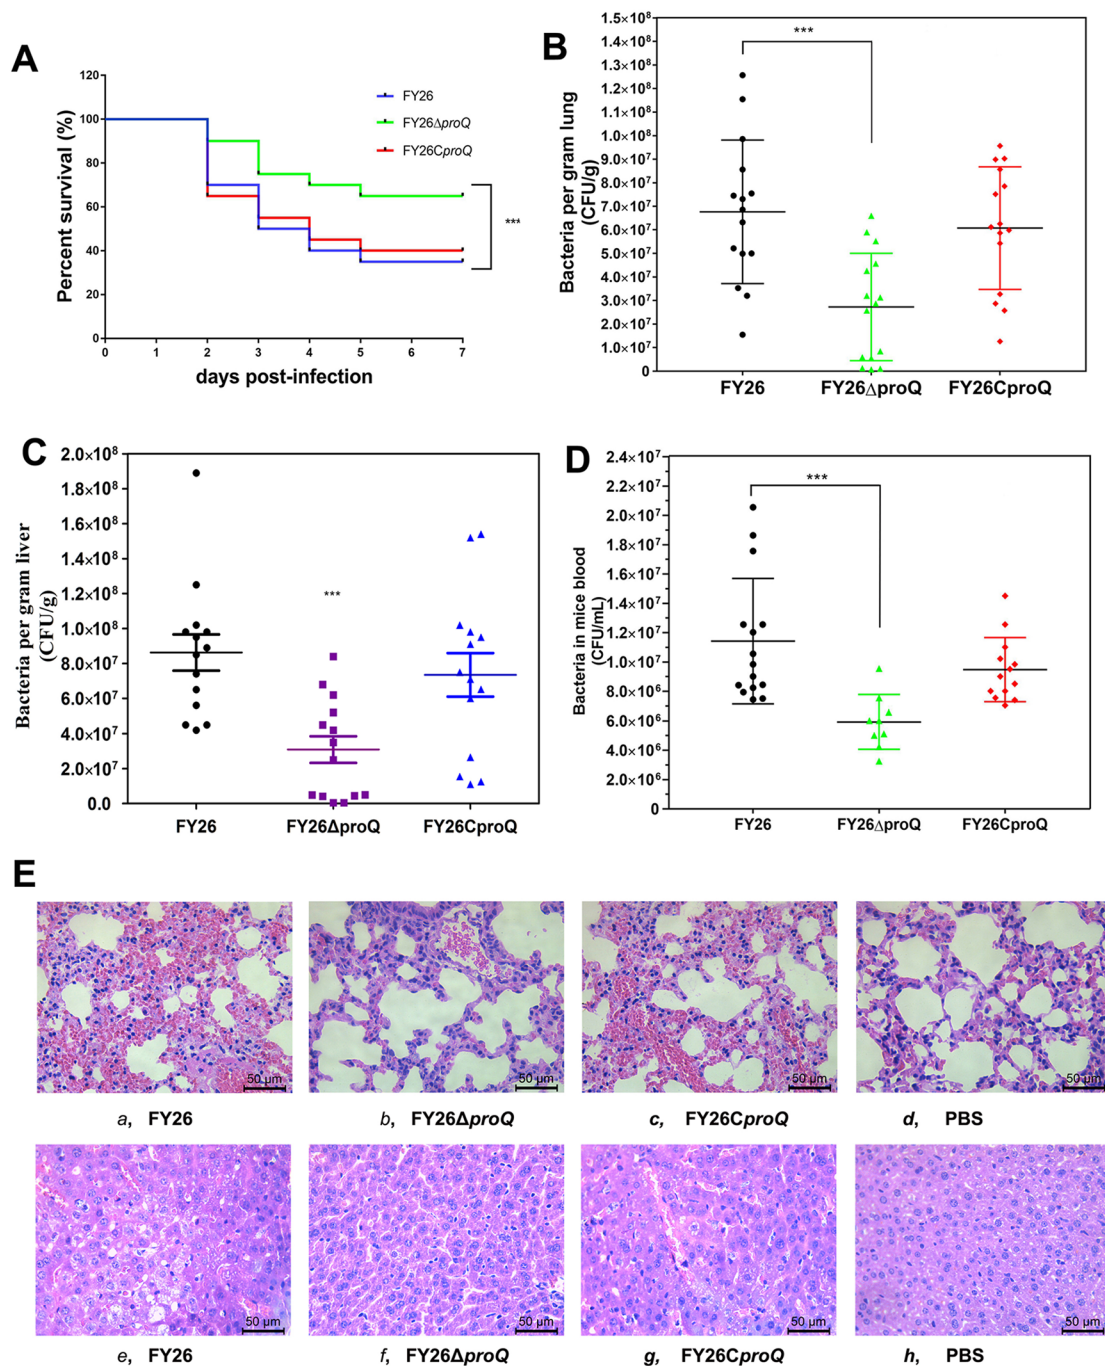 A
120
100
80
60
40
20
0
0 1 2 3 4 5 6 7
Percent survival (%)
days post-infection
FY26
FY26ΔproQ
FY26CproQ
***
B
1.5×10⁸
1.4×10⁸
1.3×10⁸
1.2×10⁸
1.1×10⁸
1.0×10⁸
9.0×10⁷
8.0×10⁷
7.0×10⁷
6.0×10⁷
5.0×10⁷
4.0×10⁷
3.0×10⁷
2.0×10⁷
1.0×10⁷
0
Bacteria per gram lung
(CFU/g)
***
FY26 FY26ΔproQ FY26CproQ
C
2.0×10⁸
1.8×10⁸
1.6×10⁸
1.4×10⁸
1.2×10⁸
1.0×10⁸
8.0×10⁷
6.0×10⁷
4.0×10⁷
2.0×10⁷
0.0
Bacteria per gram liver
(CFU/g)
***
FY26 FY26ΔproQ FY26CproQ
D
2.4×10⁷
2.2×10⁷
2.0×10⁷
1.8×10⁷
1.6×10⁷
1.4×10⁷
1.2×10⁷
1.0×10⁷
8.0×10⁶
6.0×10⁶
4.0×10⁶
2.0×10⁶
0
Bacteria in mice blood
(CFU/mL)
***
FY26 FY26ΔproQ FY26CproQ
E
50 µm 50 µm 50 µm 50 µm
a, FY26 b, FY26ΔproQ c, FY26CproQ d, PBS
50 µm 50 µm 50 µm 50 µm
e, FY26 f, FY26ΔproQ g, FY26CproQ h, PBS